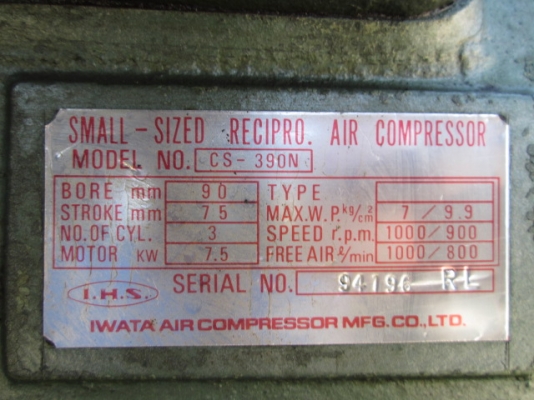 SMALL-SIZED RECIPRO. AIR COMPRESSOR
MODEL NO. CS-390N
BORE mm 90 TYPE
STROKE mm 75 MAX.W.P. kg/cm² 7/9.9
NO.OF CYL. 3 SPEED r.p.m. 1000/900
MOTOR KW 7.5 FREE AIR ℓ/min 1000/800
I.H.S. SERIAL NO. 94196 RL
IWATA AIR COMPRESSOR MFG.CO.,LTD.